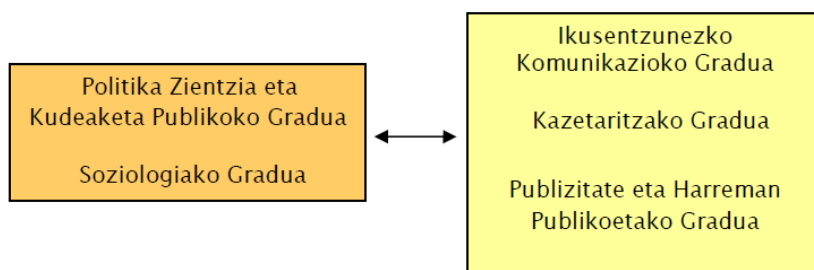 Politika Zientzia eta
Kudeaketa Publikoko Gradua
Soziologiako Gradua
Ikusentzunezko
Komunikazioko Gradua
Kazetaritzako Gradua
Publizitate eta Harreman
Publikoetako Gradua